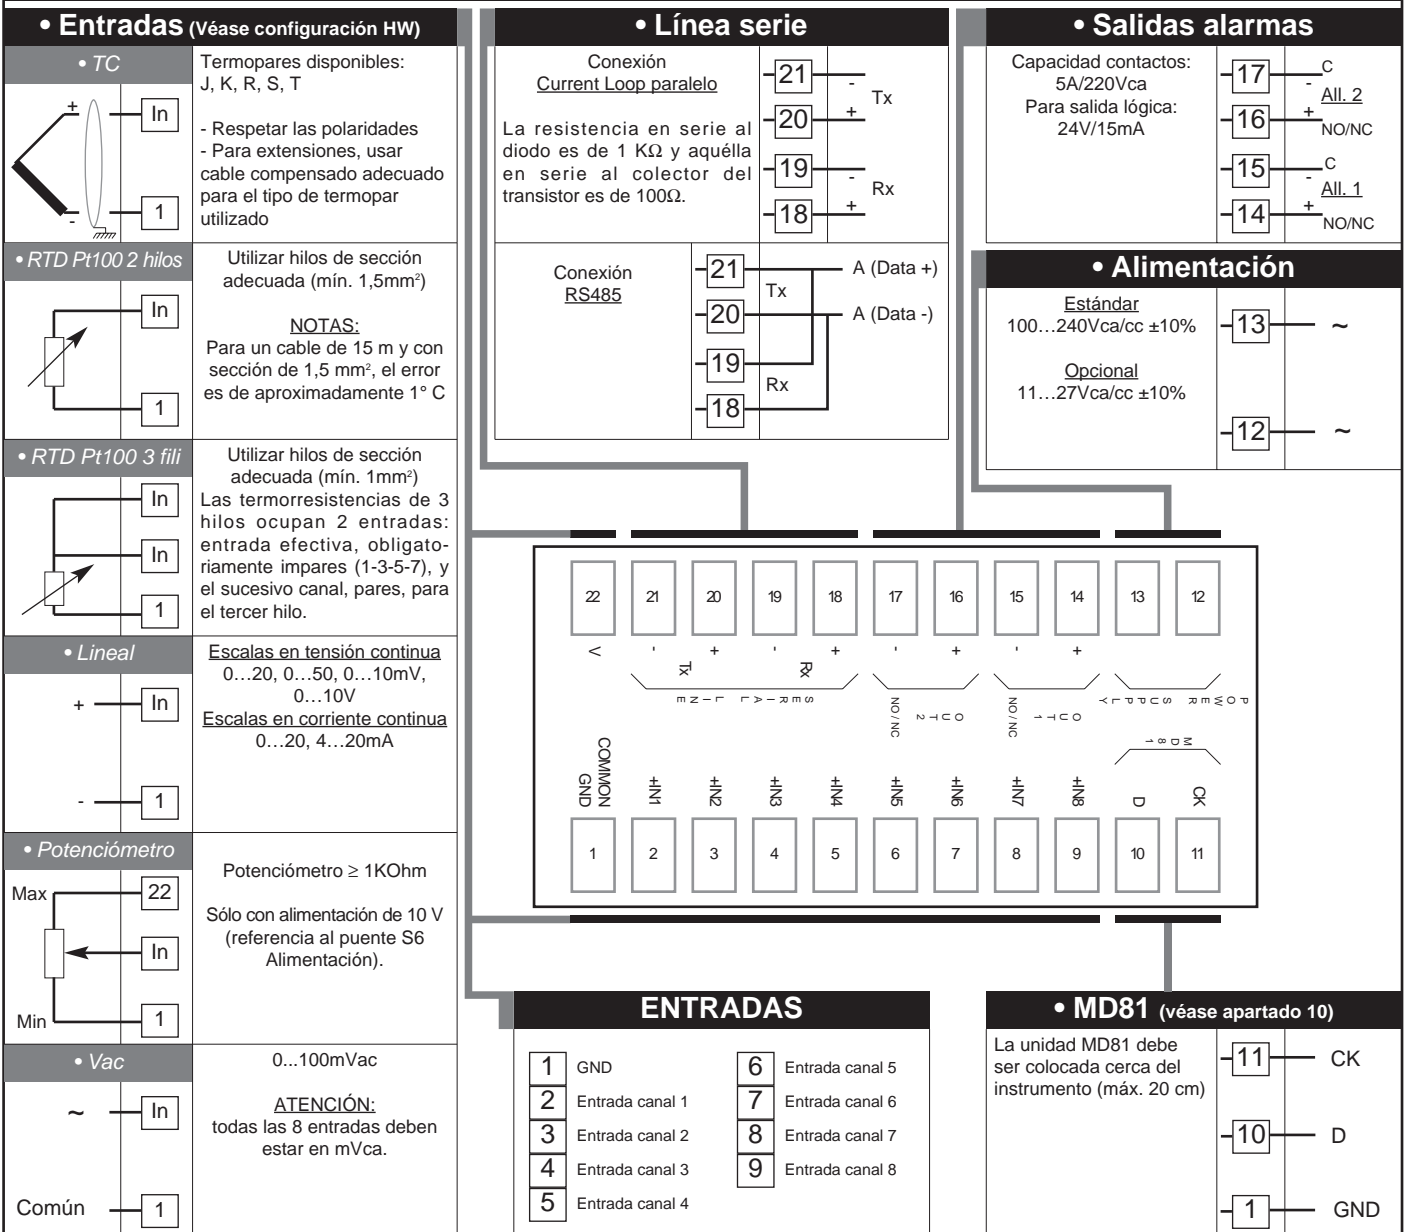 • Entradas (Véase configuración HW)
• TC
Termopares disponibles:
J, K, R, S, T
- Respetar las polaridades
- Para extensiones, usar
cable compensado adecuado
para el tipo de termopar
utilizado
+
In
-
1
• RTD Pt100 2 hilos
Utilizar hilos de sección
adecuada (mín. 1,5mm²)
NOTAS:
Para un cable de 15 m y con
sección de 1,5 mm², el error
es de aproximadamente 1° C
In
1
• RTD Pt100 3 fili
Utilizar hilos de sección
adecuada (mín. 1mm²)
Las termorresistencias de 3
hilos ocupan 2 entradas:
entrada efectiva, obligato-
riamente impares (1-3-5-7), y
el sucesivo canal, pares, para
el tercer hilo.
In
In
1
• Lineal
Escalas en tensión continua
0…20, 0…50, 0…10mV,
0…10V
Escalas en corriente continua
0…20, 4…20mA
+ In
- 1
• Potenciómetro
Potenciómetro ≥ 1KOhm
Sólo con alimentación de 10 V
(referencia al puente S6
Alimentación).
Max 22
In
Min 1
• Vac
0...100mVac
ATENCIÓN:
todas las 8 entradas deben
estar en mVca.
~ In
Común 1
• Línea serie
Conexión
Current Loop paralelo
La resistencia en serie al
diodo es de 1 KΩ y aquélla
en serie al colector del
transistor es de 100Ω.
21 -
Tx
20 +
19 -
Rx
18 +
Conexión
RS485
21 A (Data +)
Tx
20 A (Data -)
19
Rx
18
• Salidas alarmas
Capacidad contactos:
5A/220Vca
Para salida lógica:
24V/15mA
17 - C
All. 2
16 + NO/NC
15 - C
All. 1
14 + NO/NC
• Alimentación
Estándar
100…240Vca/cc ±10%
Opcional
11…27Vca/cc ±10%
13 ~
12 ~
22 21 20 19 18 17 16 15 14 13 12
V - + - + - + - +
Tx Rx
SERIAL LINE
NO / NC
OUT 2
NO / NC
OUT 1
POWER SUPPLY
MD81
COMMON
GND
+IN1 +IN2 +IN3 +IN4 +IN5 +IN6 +IN7 +IN8 D CK
1 2 3 4 5 6 7 8 9 10 11
ENTRADAS
1 GND
2 Entrada canal 1
3 Entrada canal 2
4 Entrada canal 3
5 Entrada canal 4
6 Entrada canal 5
7 Entrada canal 6
8 Entrada canal 7
9 Entrada canal 8
• MD81 (véase apartado 10)
La unidad MD81 debe
ser colocada cerca del
instrumento (máx. 20 cm)
11 CK
10 D
1 GND